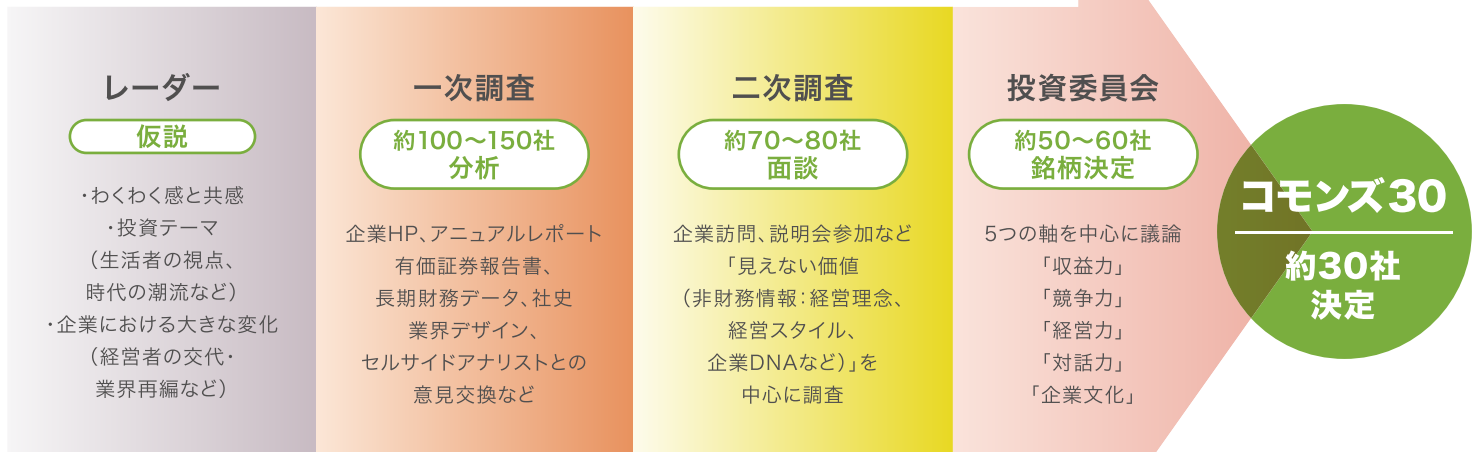 レーダー
仮説
・わくわく感と共感
・投資テーマ
（生活者の視点、
時代の潮流など）
・企業における大きな変化
（経営者の交代・
業界再編など）
一次調査
約100〜150社
分析
企業HP、アニュアルレポート
有価証券報告書、
長期財務データ、社史
業界デザイン、
セルサイドアナリストとの
意見交換など
二次調査
約70〜80社
面談
企業訪問、説明会参加など
「見えない価値
（非財務情報：経営理念、
経営スタイル、
企業DNAなど）」を
中心に調査
投資委員会
約50〜60社
銘柄決定
5つの軸を中心に議論
「収益力」
「競争力」
「経営力」
「対話力」
「企業文化」
コモンズ30
約30社
決定